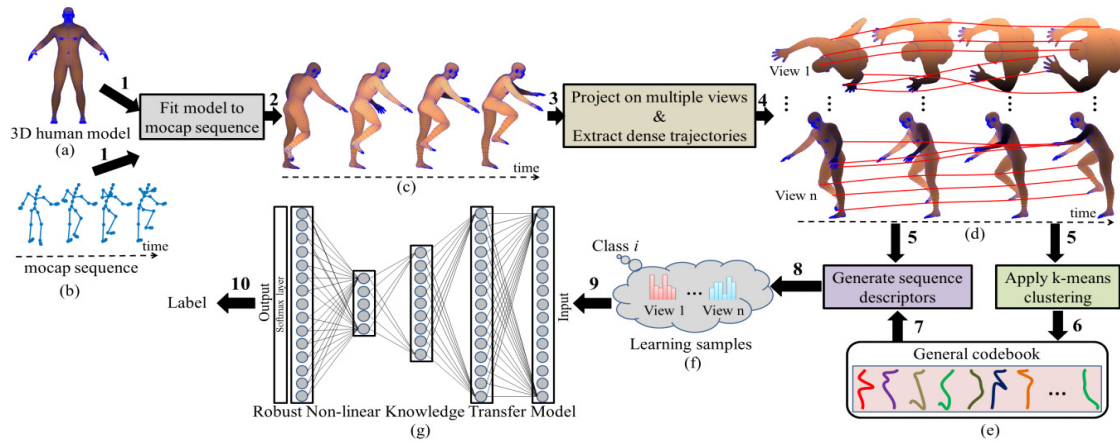 3D human model
(a)
1
1
mocap sequence
time
(b)
Fit model to
mocap sequence
2
time
(c)
3
Project on multiple views
&
Extract dense trajectories
4
View 1
View n
time
(d)
5
5
Generate sequence
descriptors
Apply k-means
clustering
6
7
General codebook
...
(e)
8
Class i
View 1
...
View n
Learning samples
(f)
9
Input
Output
Softmax layer
10
Label
Robust Non-linear Knowledge Transfer Model
(g)